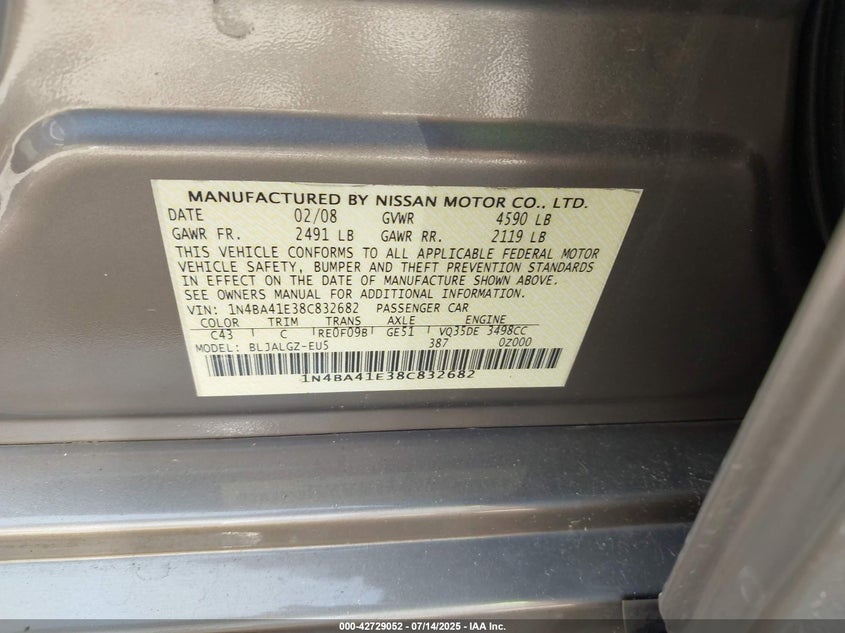 MANUFACTURED BY NISSAN MOTOR CO., LTD.
DATE 02/08 GVWR 4590 LB
GAWR FR. 2491 LB GAWR RR. 2119 LB
THIS VEHICLE CONFORMS TO ALL APPLICABLE FEDERAL MOTOR
VEHICLE SAFETY, BUMPER AND THEFT PREVENTION STANDARDS
IN EFFECT ON THE DATE OF MANUFACTURE SHOWN ABOVE.
SEE OWNERS MANUAL FOR ADDITIONAL INFORMATION.
VIN: 1N4BA41E38C832682 PASSENGER CAR
COLOR TRIM TRANS AXLE ENGINE
C43 C RE0F09B GE51 VQ35DE 3498CC
MODEL: BLJALGZ-EU5 387 0Z000
1N4BA41E38C832682
000-42729052 - 07/14/2025 - IAA Inc.